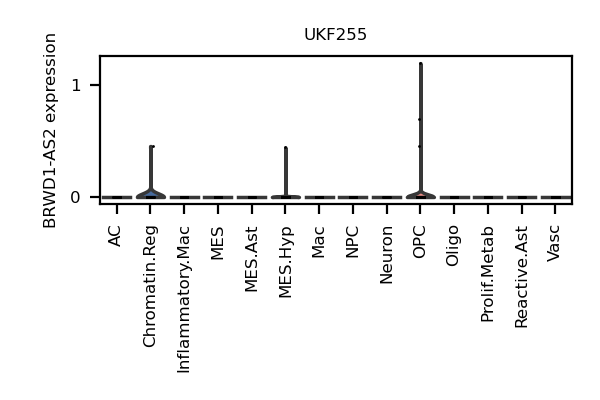 UKF255
BRWD1-AS2 expression
1
0
AC
Chromatin.Reg
Inflammatory.Mac
MES
MES.Ast
MES.Hyp
Mac
NPC
Neuron
OPC
Oligo
Prolif.Metab
Reactive.Ast
Vasc